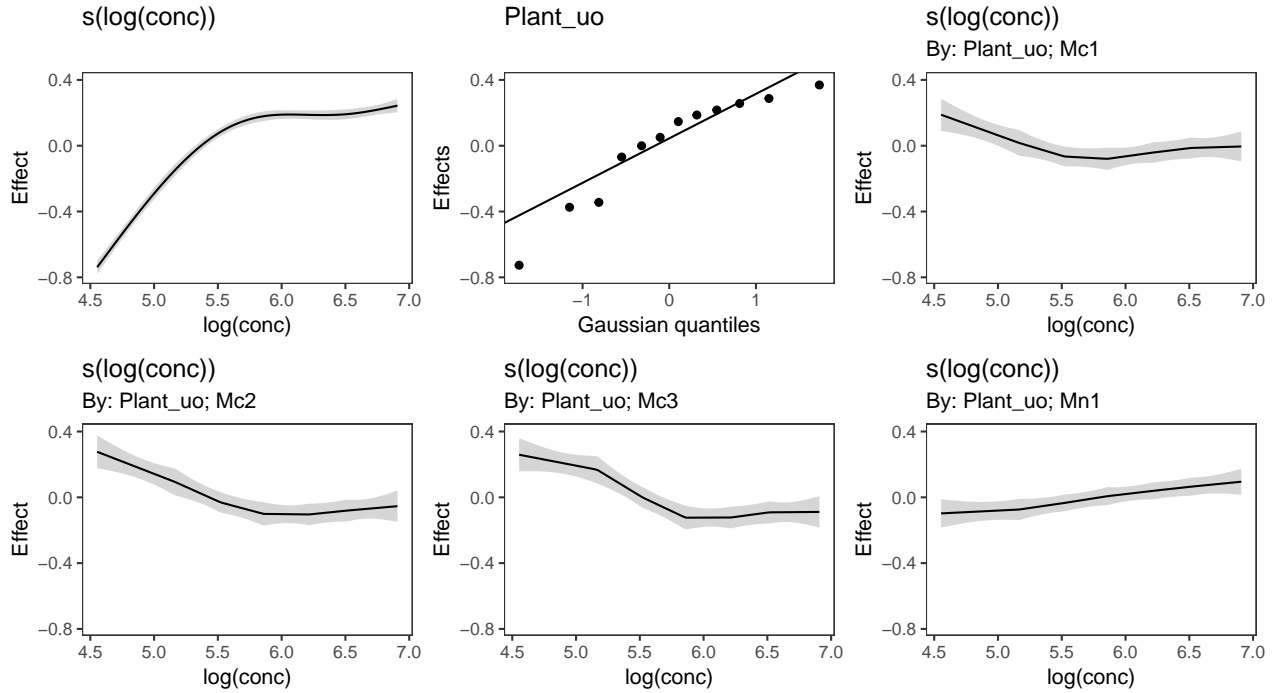 s(log(conc))
Effect
0.4
0.0
−0.4
−0.8
4.5 5.0 5.5 6.0 6.5 7.0
log(conc)
Plant_uo
Effects
0.4
0.0
−0.4
−0.8
−1 0 1
Gaussian quantiles
s(log(conc))
By: Plant_uo; Mc1
Effect
0.4
0.0
−0.4
−0.8
4.5 5.0 5.5 6.0 6.5 7.0
log(conc)
s(log(conc))
By: Plant_uo; Mc2
Effect
0.4
0.0
−0.4
−0.8
4.5 5.0 5.5 6.0 6.5 7.0
log(conc)
s(log(conc))
By: Plant_uo; Mc3
Effect
0.4
0.0
−0.4
−0.8
4.5 5.0 5.5 6.0 6.5 7.0
log(conc)
s(log(conc))
By: Plant_uo; Mn1
Effect
0.4
0.0
−0.4
−0.8
4.5 5.0 5.5 6.0 6.5 7.0
log(conc)